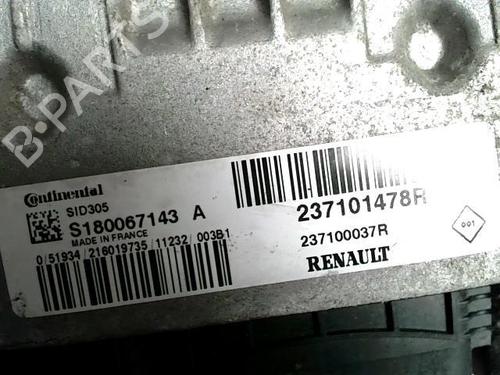 B-PARTS
Continental
SID305
S180067143 A
MADE IN FRANCE
0/51934/216019735/11232/003B1
237101478R
237100037R
RENAULT
001